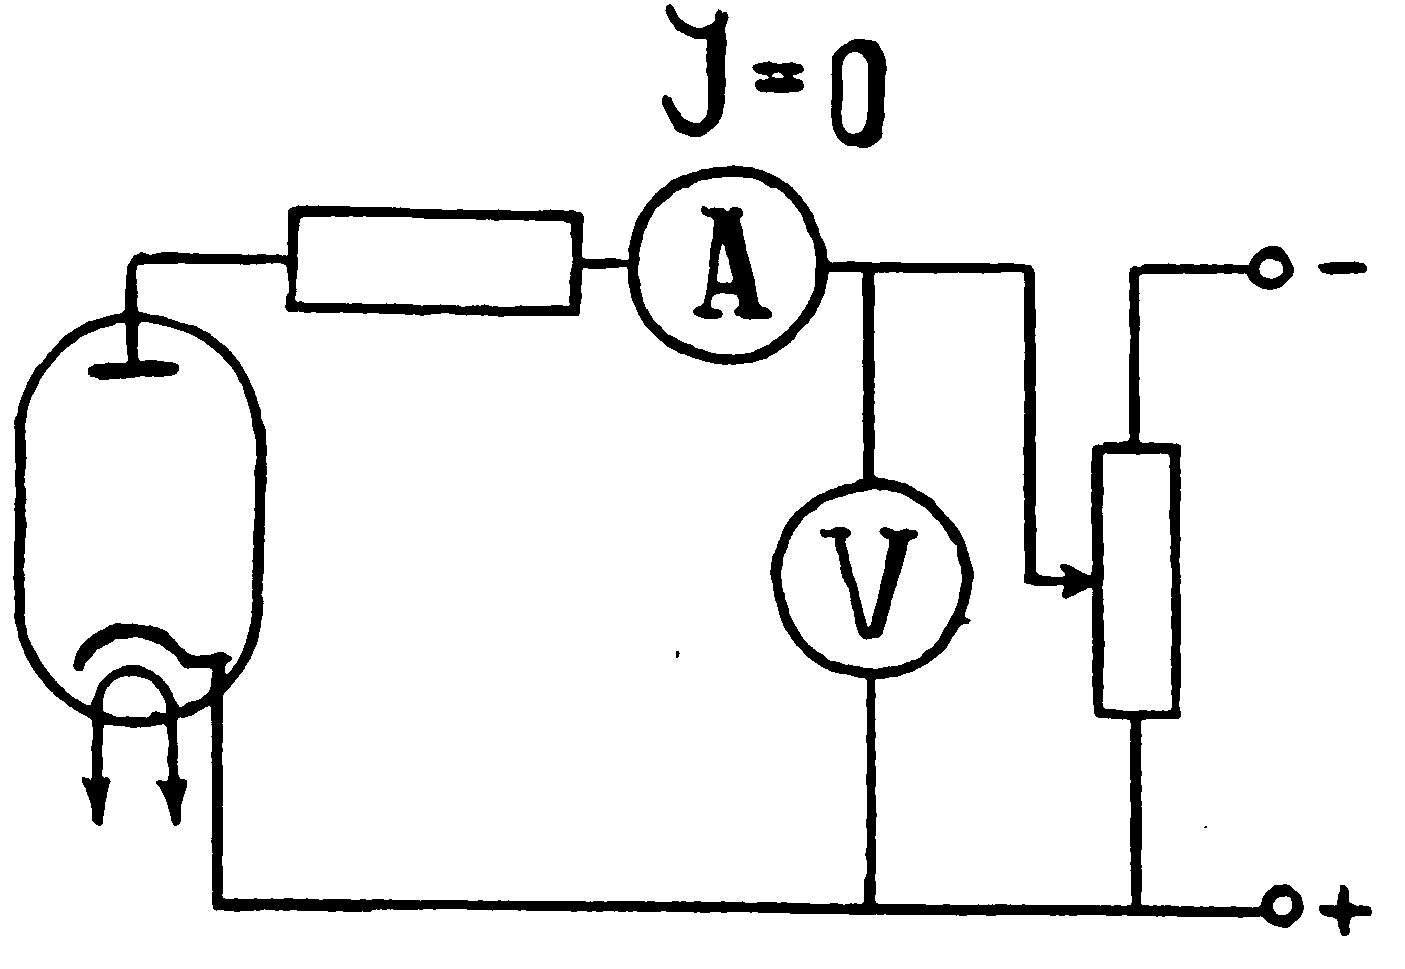 J = 0
A
-
V
+